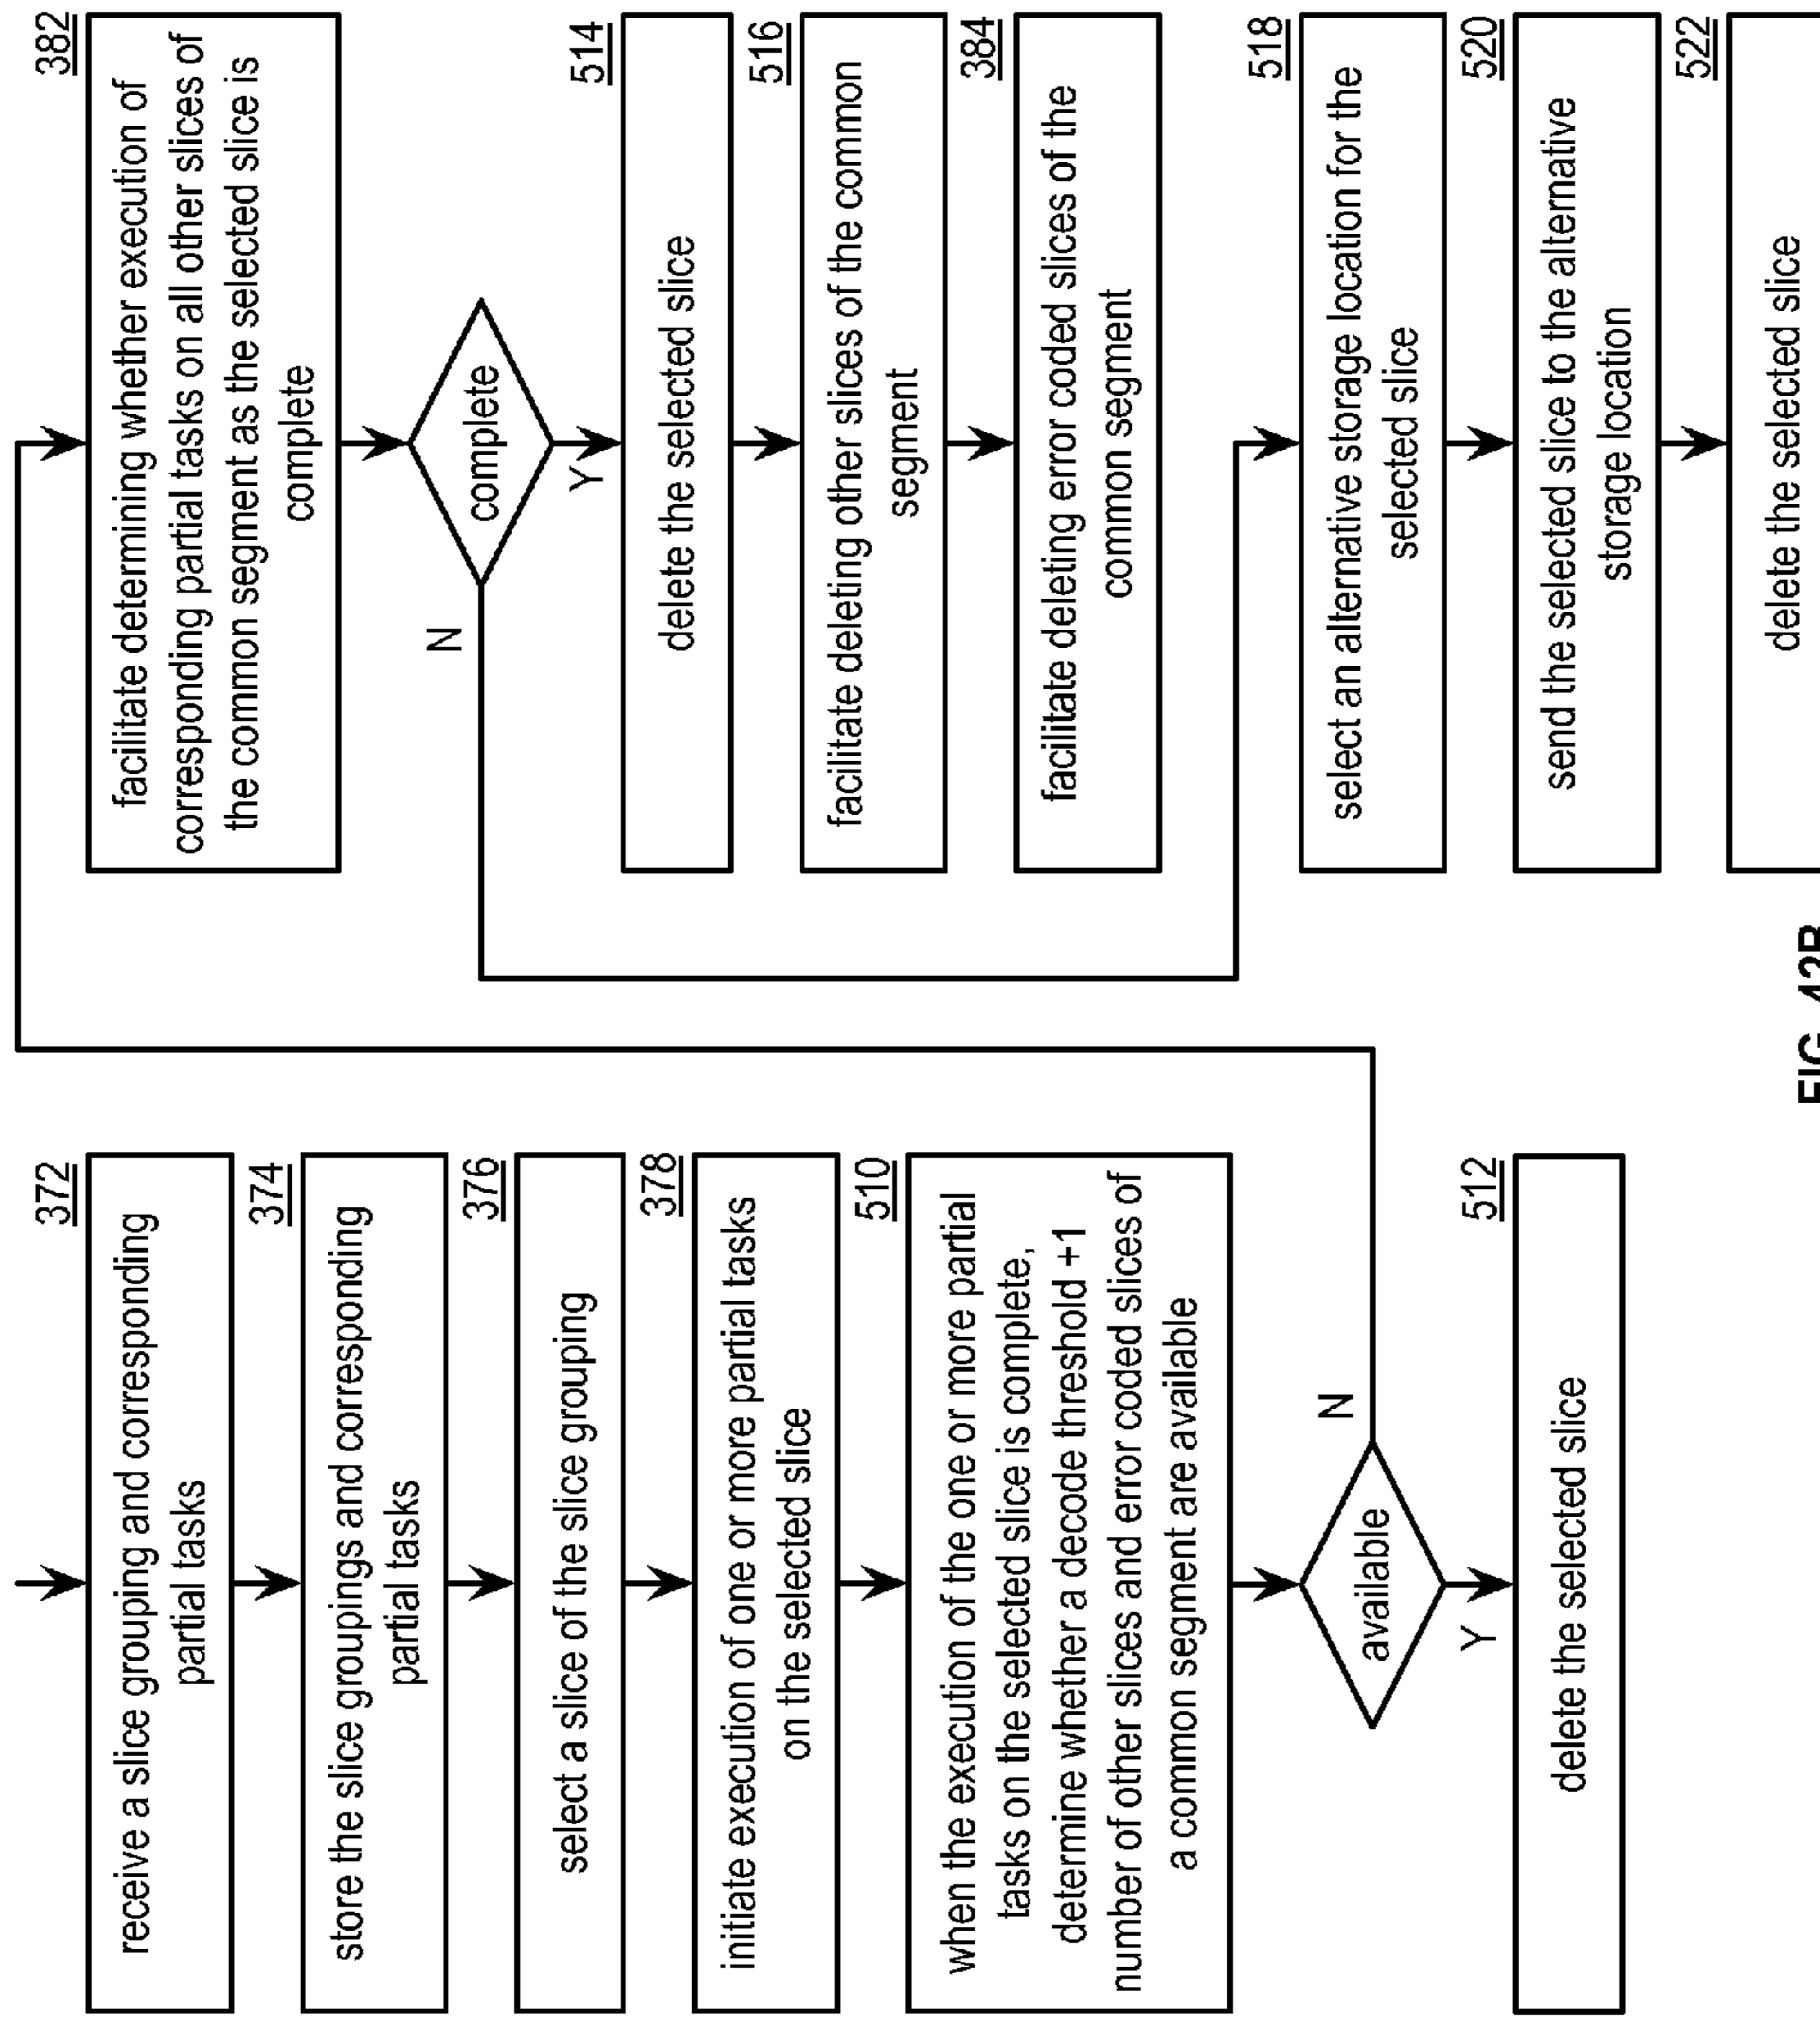 372
receive a slice grouping and corresponding
partial tasks
374
store the slice groupings and corresponding
partial tasks
376
select a slice of the slice grouping
378
initiate execution of one or more partial tasks
on the selected slice
510
when the execution of the one or more partial
tasks on the selected slice is complete,
determine whether a decode threshold +1
number of other slices and error coded slices of
a common segment are available
available
N
Y
512
delete the selected slice
382
facilitate determining whether execution of
corresponding partial tasks on all other slices of
the common segment as the selected slice is
complete
complete
N
Y
514
delete the selected slice
516
facilitate deleting other slices of the common
segment
384
facilitate deleting error coded slices of the
common segment
518
select an alternative storage location for the
selected slice
520
send the selected slice to the alternative
storage location
522
delete the selected slice
FIG. 42B